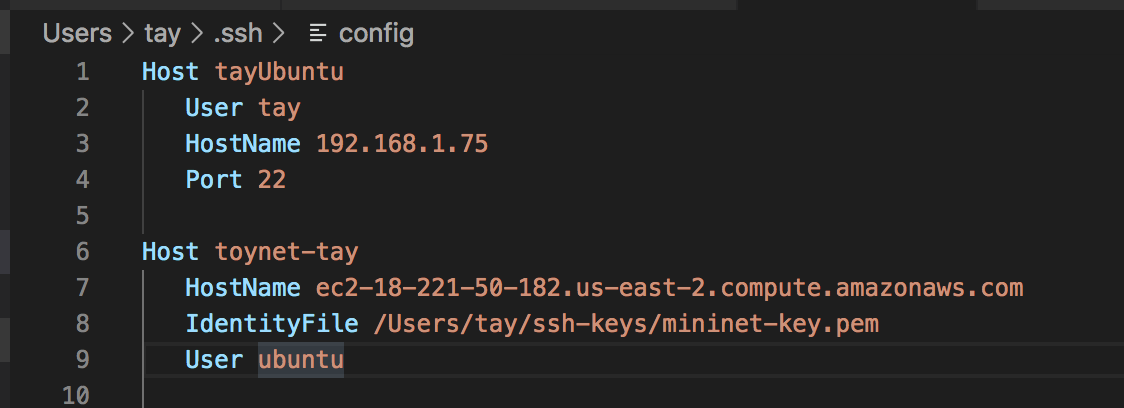 Users > tay > .ssh > config
1 Host tayUbuntu
2 User tay
3 HostName 192.168.1.75
4 Port 22
5
6 Host toynet-tay
7 HostName ec2-18-221-50-182.us-east-2.compute.amazonaws.com
8 IdentityFile /Users/tay/ssh-keys/mininet-key.pem
9 User ubuntu
10